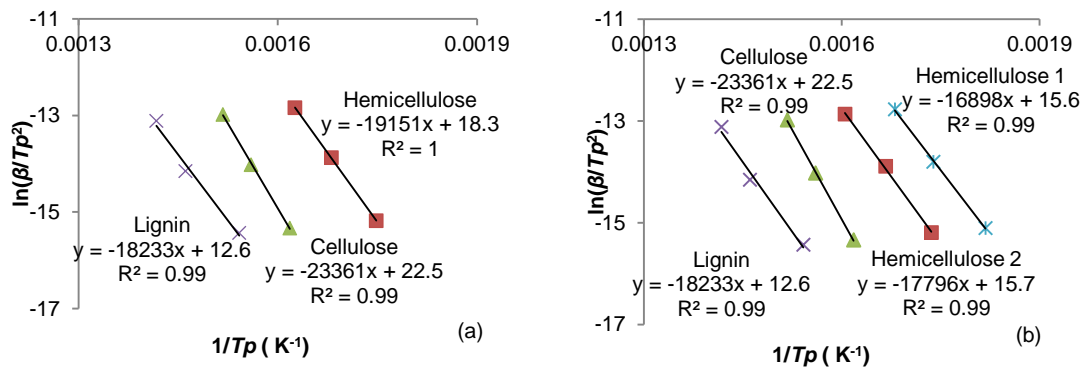 -11
0.0013 0.0016 0.0019
-13
-15
-17
ln(β/Tp²)
Hemicellulose
y = -19151x + 18.3
R² = 1
Lignin
y = -18233x + 12.6
R² = 0.99
Cellulose
y = -23361x + 22.5
R² = 0.99
1/Tp ( K⁻¹)
(a)
-11
0.0013 0.0016 0.0019
-13
-15
-17
ln(β/Tp²)
Cellulose
y = -23361x + 22.5
R² = 0.99
Hemicellulose 1
y = -16898x + 15.6
R² = 0.99
Lignin
y = -18233x + 12.6
R² = 0.99
Hemicellulose 2
y = -17796x + 15.7
R² = 0.99
1/Tp ( K⁻¹)
(b)